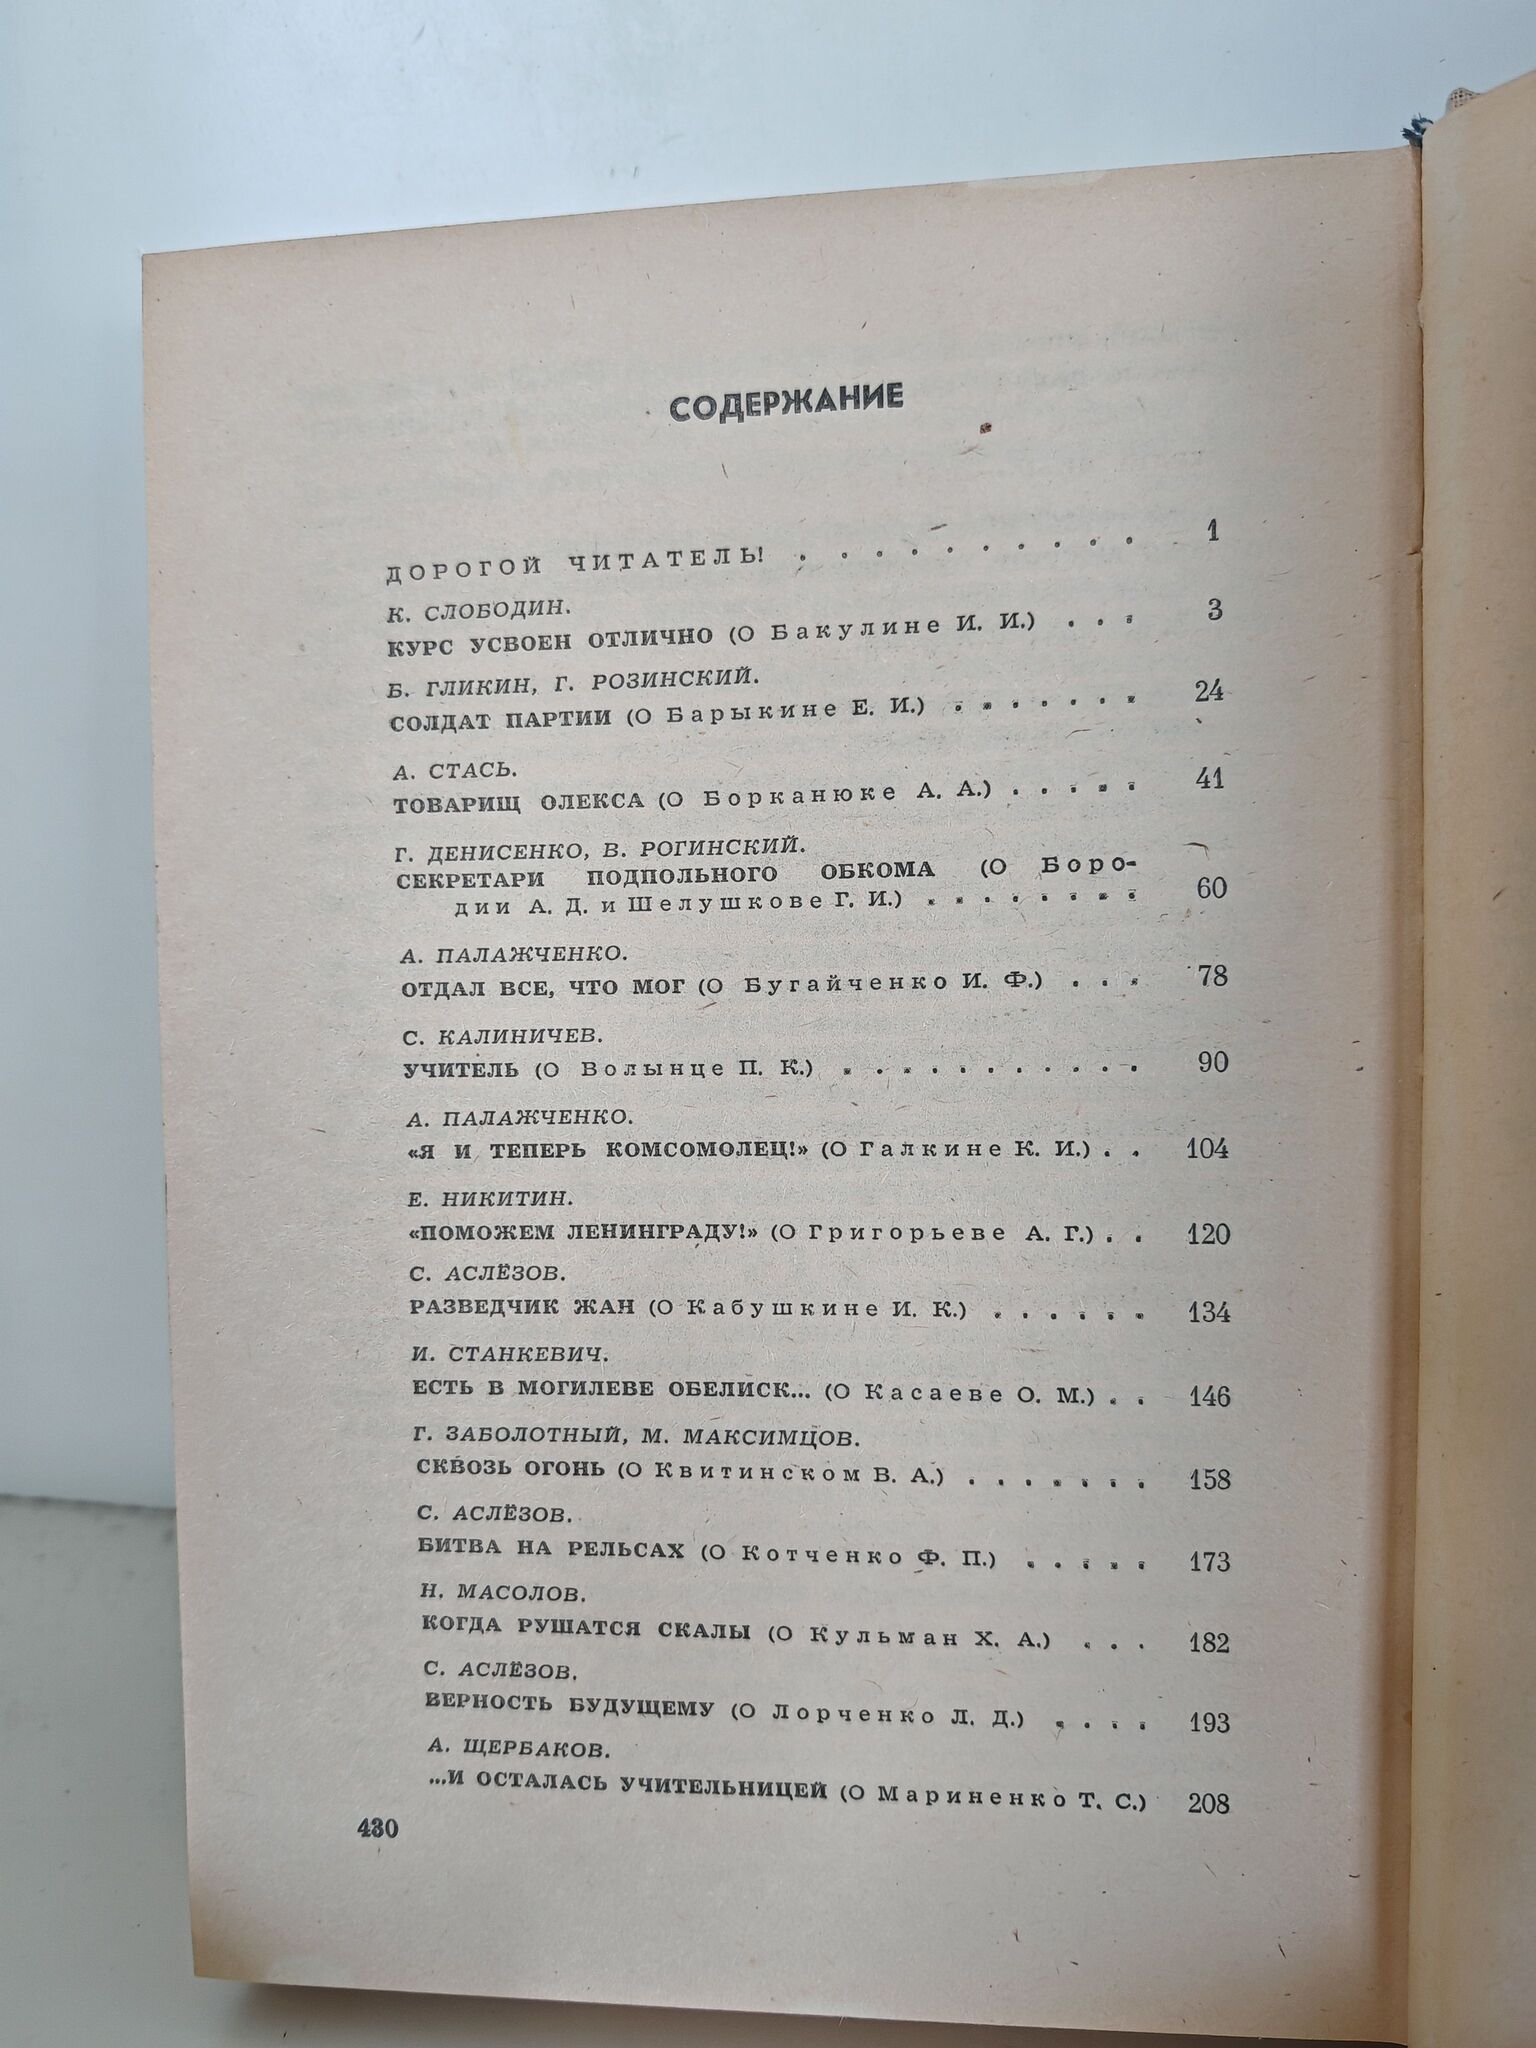 СОДЕРЖАНИЕ
ДОРОГОЙ ЧИТАТЕЛЬ! . . . . . . . . . . 1
К. СЛОБОДИН.
КУРС УСВОЕН ОТЛИЧНО (О Бакулине И. И.) . . . 3
Б. ГЛИКИН, Г. РОЗИНСКИЙ.
СОЛДАТ ПАРТИИ (О Барыкине Е. И.) . . . . . . . 24
А. СТАСЬ.
ТОВАРИЩ ОЛЕКСА (О Борканюке А. А.) . . . . . 41
Г. ДЕНИСЕНКО, В. РОГИНСКИЙ.
СЕКРЕТАРИ ПОДПОЛЬНОГО ОБКОМА (О Боро-
дии А. Д. и Шелушкове Г. И.) . . . . . . . . 60
А. ПАЛАЖЧЕНКО.
ОТДАЛ ВСЕ, ЧТО МОГ (О Бугайченко И. Ф.) . . . 78
С. КАЛИНИЧЕВ.
УЧИТЕЛЬ (О Волынце П. К.) . . . . . . . . . . . 90
А. ПАЛАЖЧЕНКО.
«Я И ТЕПЕРЬ КОМСОМОЛЕЦ!» (О Галкине К. И.) . . 104
Е. НИКИТИН.
«ПОМОЖЕМ ЛЕНИНГРАДУ!» (О Григорьеве А. Г.) . . 120
С. АСЛЁЗОВ.
РАЗВЕДЧИК ЖАН (О Кабушкине И. К.) . . . . . . 134
И. СТАНКЕВИЧ.
ЕСТЬ В МОГИЛЕВЕ ОБЕЛИСК... (О Касаеве О. М.) . . 146
Г. ЗАБОЛОТНЫЙ, М. МАКСИМЦОВ.
СКВОЗЬ ОГОНЬ (О Квитинском В. А.) . . . . . . . 158
С. АСЛЁЗОВ.
БИТВА НА РЕЛЬСАХ (О Котченко Ф. П.) . . . . . 173
Н. МАСОЛОВ.
КОГДА РУШАТСЯ СКАЛЫ (О Кульман Х. А.) . . . 182
С. АСЛЁЗОВ.
ВЕРНОСТЬ БУДУЩЕМУ (О Лорченко Л. Д.) . . . . 193
А. ЩЕРБАКОВ.
...И ОСТАЛАСЬ УЧИТЕЛЬНИЦЕЙ (О Мариненко Т. С.) 208
430